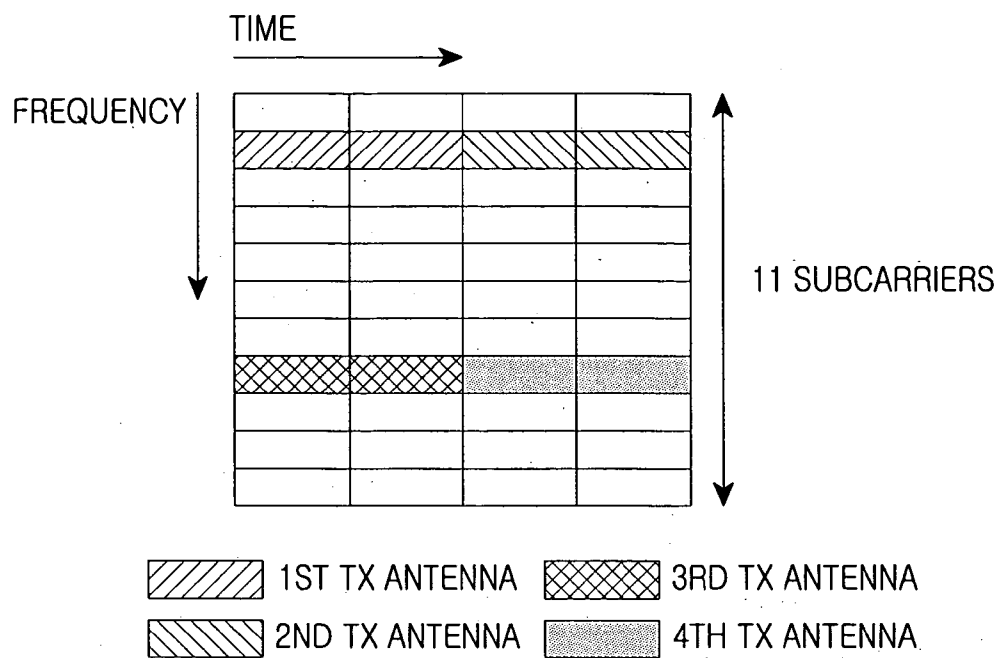 TIME
FREQUENCY
11 SUBCARRIERS
1ST TX ANTENNA
3RD TX ANTENNA
2ND TX ANTENNA
4TH TX ANTENNA